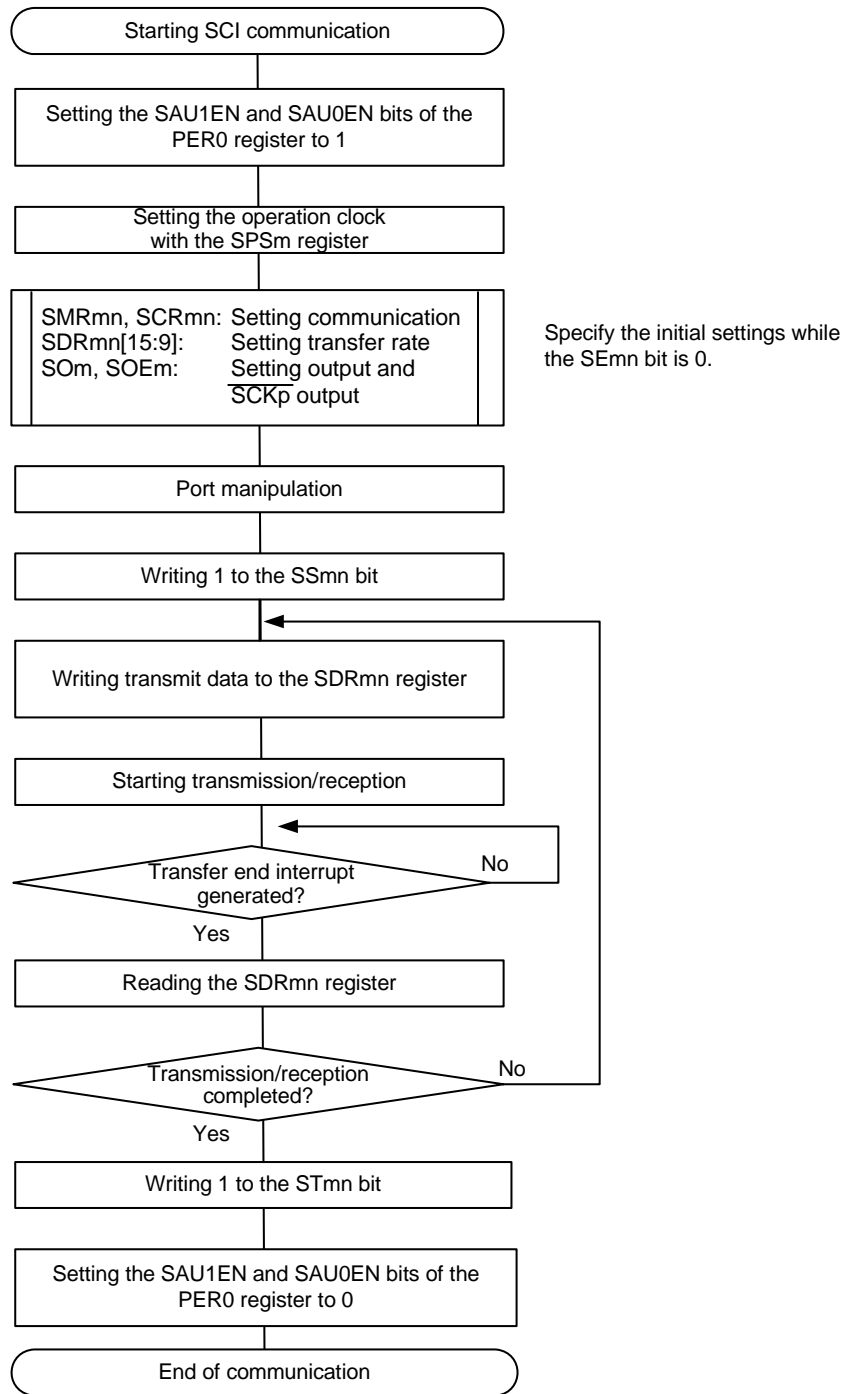 Starting SCI communication
Setting the SAU1EN and SAU0EN bits of the
PER0 register to 1
Setting the operation clock
with the SPSm register
SMRmn, SCRmn: Setting communication
SDRmn[15:9]: Setting transfer rate
SOm, SOEm: Setting output and
SCKp output
Specify the initial settings while
the SEmn bit is 0.
Port manipulation
Writing 1 to the SSmn bit
Writing transmit data to the SDRmn register
Starting transmission/reception
Transfer end interrupt
generated?
No
Yes
Reading the SDRmn register
Transmission/reception
completed?
No
Yes
Writing 1 to the STmn bit
Setting the SAU1EN and SAU0EN bits of the
PER0 register to 0
End of communication